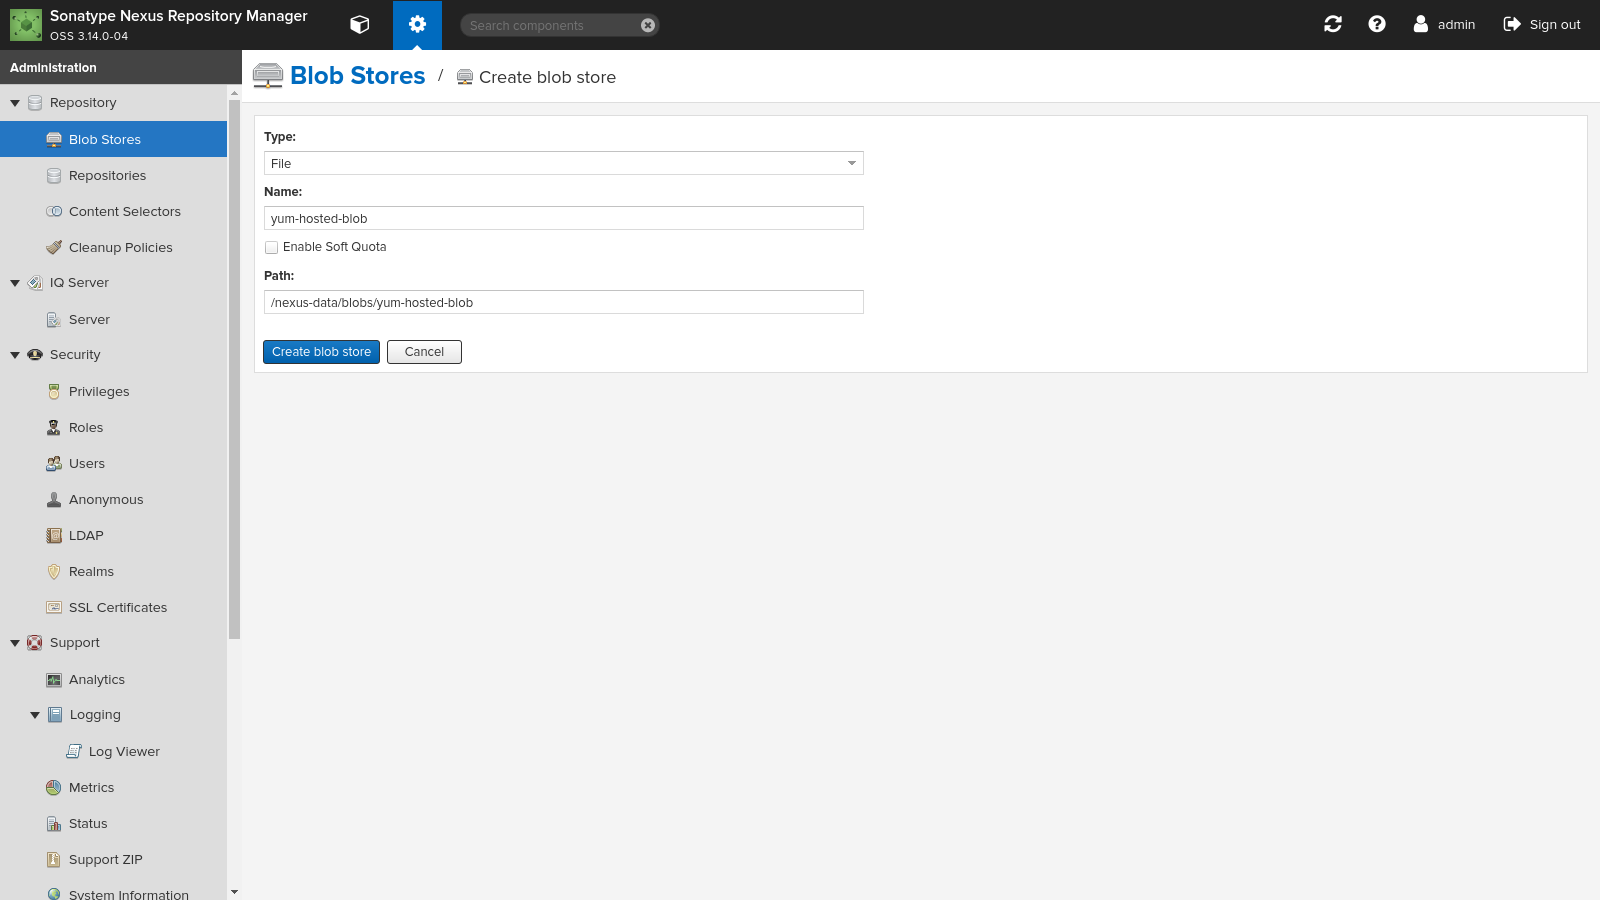 Sonatype Nexus Repository Manager
OSS 3.14.0-04
Search components
admin
Sign out
Administration
Repository
Blob Stores
Repositories
Content Selectors
Cleanup Policies
IQ Server
Server
Security
Privileges
Roles
Users
Anonymous
LDAP
Realms
SSL Certificates
Support
Analytics
Logging
Log Viewer
Metrics
Status
Support ZIP
System Information
Blob Stores / Create blob store
Type:
File
Name:
yum-hosted-blob
Enable Soft Quota
Path:
/nexus-data/blobs/yum-hosted-blob
Create blob store
Cancel